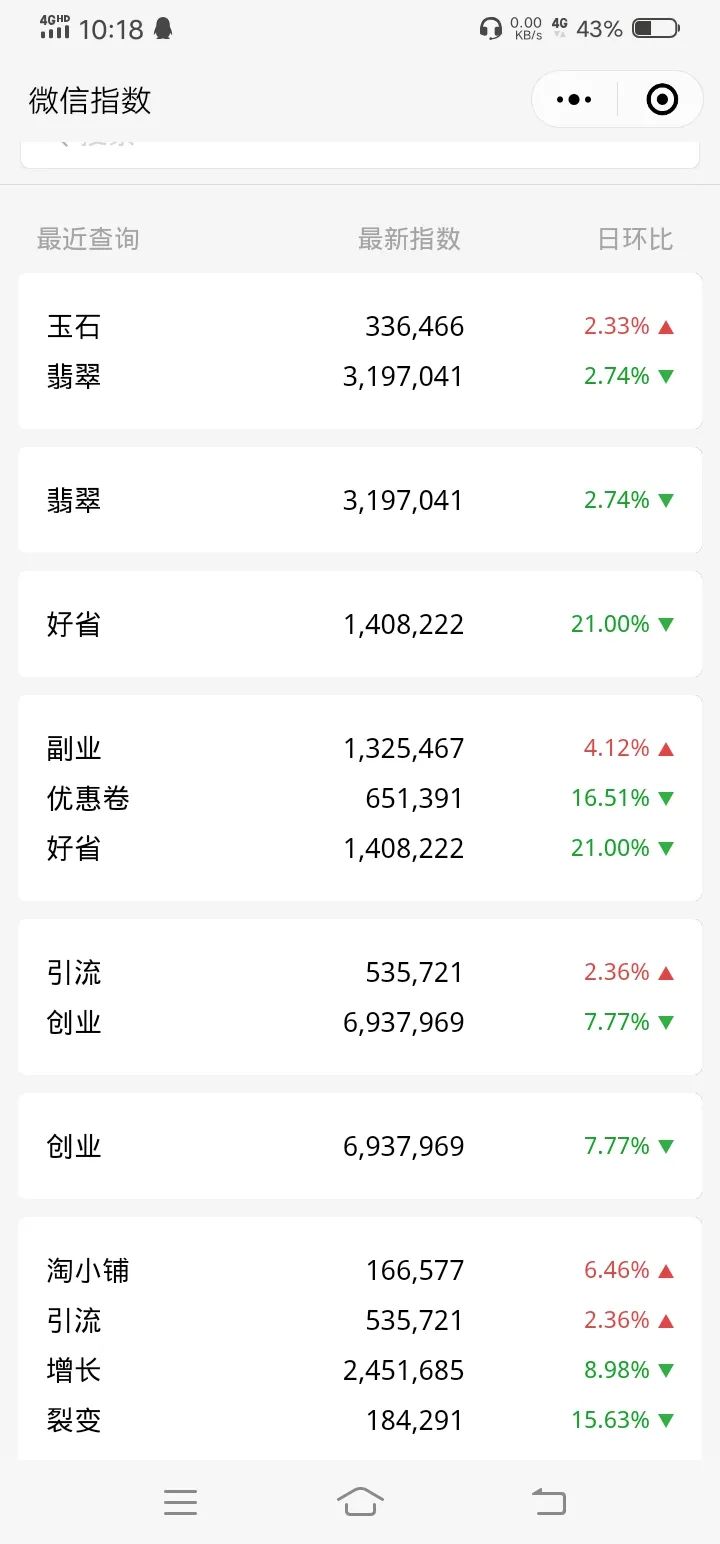 4GHD 10:18 0.00 KB/s 4G 43%
微信指数
最近查询 最新指数 日环比
玉石 336,466 2.33% ▲
翡翠 3,197,041 2.74% ▼
翡翠 3,197,041 2.74% ▼
好省 1,408,222 21.00% ▼
副业 1,325,467 4.12% ▲
优惠卷 651,391 16.51% ▼
好省 1,408,222 21.00% ▼
引流 535,721 2.36% ▲
创业 6,937,969 7.77% ▼
创业 6,937,969 7.77% ▼
淘小铺 166,577 6.46% ▲
引流 535,721 2.36% ▲
增长 2,451,685 8.98% ▼
裂变 184,291 15.63% ▼